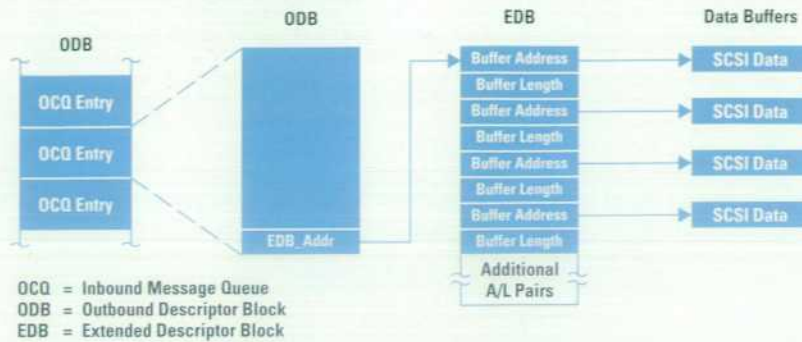 ODB
OCQ Entry
OCQ Entry
OCQ Entry
ODB
EDB_Addr
EDB
Buffer Address
Buffer Length
Buffer Address
Buffer Length
Buffer Address
Buffer Length
Buffer Address
Buffer Length
Additional
A/L Pairs
Data Buffers
SCSI Data
SCSI Data
SCSI Data
SCSI Data
OCQ = Inbound Message Queue
ODB = Outbound Descriptor Block
EDB = Extended Descriptor Block